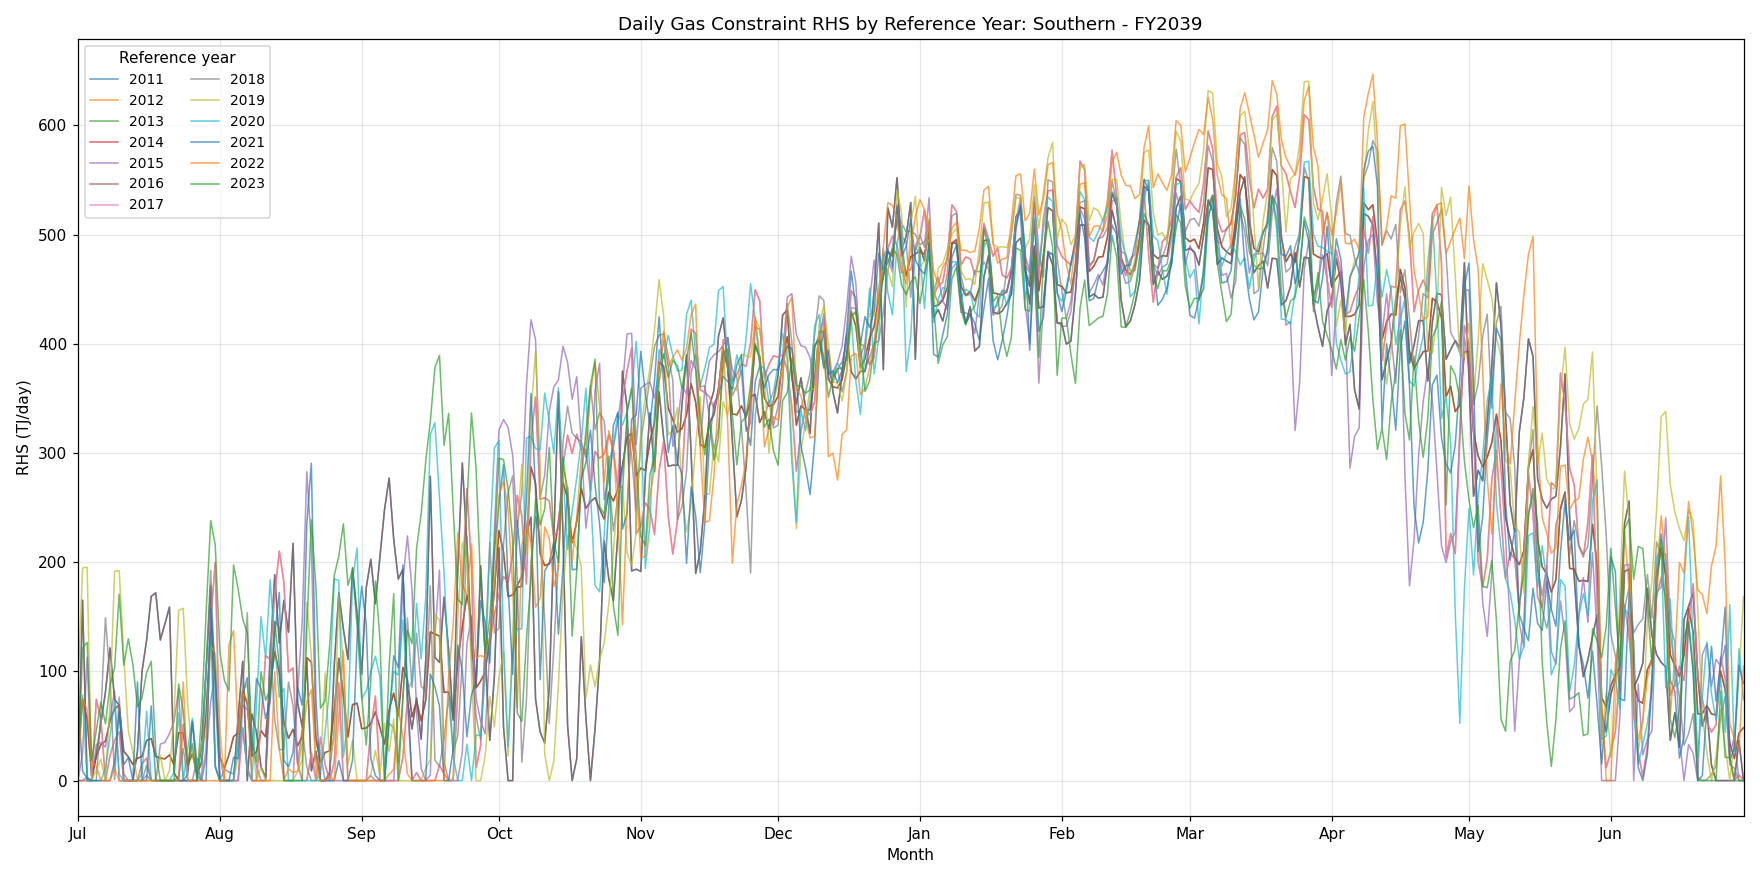 Daily Gas Constraint RHS by Reference Year: Southern - FY2039
Reference year
2011 2018
2012 2019
2013 2020
2014 2021
2015 2022
2016 2023
2017
RHS (TJ/day)
600
500
400
300
200
100
0
Jul Aug Sep Oct Nov Dec Jan Feb Mar Apr May Jun
Month